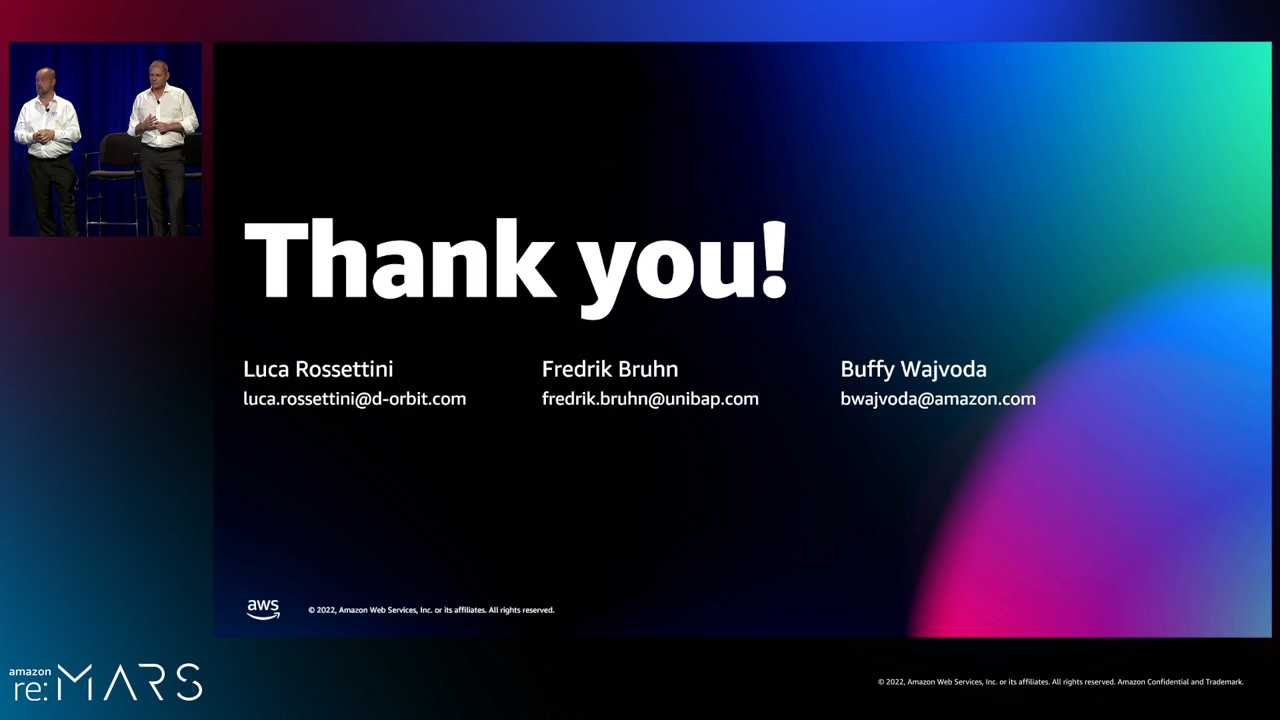 Thank you!
Luca Rossettini
luca.rossettini@d-orbit.com
Fredrik Bruhn
fredrik.bruhn@unibap.com
Buffy Wajvoda
bwajvoda@amazon.com
aws
© 2022, Amazon Web Services, Inc. or its affiliates. All rights reserved.
amazon
re:MARS
© 2022, Amazon Web Services, Inc. or its affiliates. All rights reserved. Amazon Confidential and Trademark.